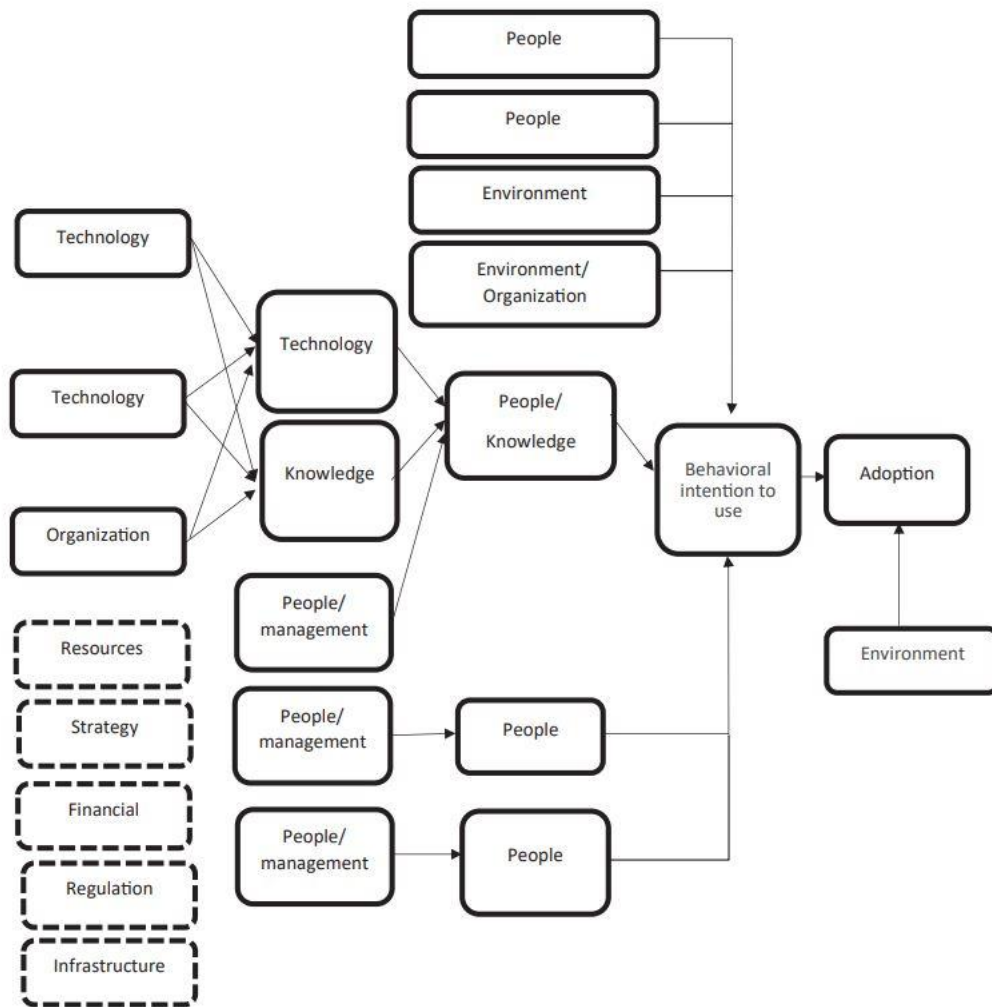 People
People
Environment
Environment/
Organization
Technology
Technology
Organization
Technology
Knowledge
People/
Knowledge
Behavioral
intention to
use
Adoption
Environment
People/
management
People/
management
People
People/
management
People
Resources
Strategy
Financial
Regulation
Infrastructure